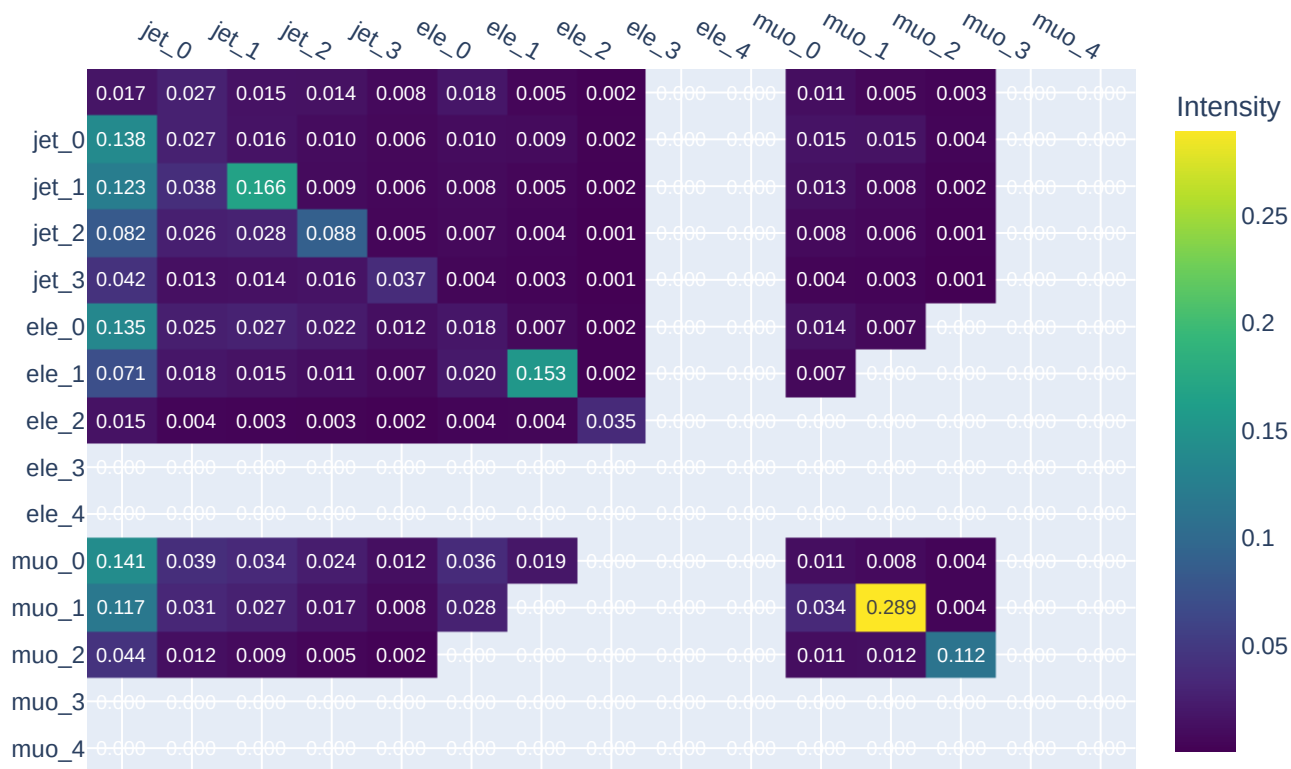 jet_0 jet_1 jet_2 jet_3 ele_0 ele_1 ele_2 ele_3 ele_4 muo_0 muo_1 muo_2 muo_3 muo_4
Intensity
0.017 0.027 0.015 0.014 0.008 0.018 0.005 0.002 0.000 0.000 0.011 0.005 0.003 0.000 0.000
jet_0 0.138 0.027 0.016 0.010 0.006 0.010 0.009 0.002 0.000 0.000 0.015 0.015 0.004 0.000 0.000
jet_1 0.123 0.038 0.166 0.009 0.006 0.008 0.005 0.002 0.000 0.000 0.013 0.008 0.002 0.000 0.000
0.25
jet_2 0.082 0.026 0.028 0.088 0.005 0.007 0.004 0.001 0.000 0.000 0.008 0.006 0.001 0.000 0.000
jet_3 0.042 0.013 0.014 0.016 0.037 0.004 0.003 0.001 0.000 0.000 0.004 0.003 0.001 0.000 0.000
ele_0 0.135 0.025 0.027 0.022 0.012 0.018 0.007 0.002 0.000 0.000 0.014 0.007 0.000 0.000 0.000
0.2
ele_1 0.071 0.018 0.015 0.011 0.007 0.020 0.153 0.002 0.000 0.000 0.007 0.000 0.000 0.000 0.000
ele_2 0.015 0.004 0.003 0.003 0.002 0.004 0.004 0.035 0.000 0.000 0.000 0.000 0.000 0.000 0.000
0.15
ele_3 0.000 0.000 0.000 0.000 0.000 0.000 0.000 0.000 0.000 0.000 0.000 0.000 0.000 0.000 0.000
ele_4 0.000 0.000 0.000 0.000 0.000 0.000 0.000 0.000 0.000 0.000 0.000 0.000 0.000 0.000 0.000
0.1
muo_0 0.141 0.039 0.034 0.024 0.012 0.036 0.019 0.000 0.000 0.000 0.011 0.008 0.004 0.000 0.000
muo_1 0.117 0.031 0.027 0.017 0.008 0.028 0.000 0.000 0.000 0.000 0.034 0.289 0.004 0.000 0.000
0.05
muo_2 0.044 0.012 0.009 0.005 0.002 0.000 0.000 0.000 0.000 0.000 0.011 0.012 0.112 0.000 0.000
muo_3 0.000 0.000 0.000 0.000 0.000 0.000 0.000 0.000 0.000 0.000 0.000 0.000 0.000 0.000 0.000
muo_4 0.000 0.000 0.000 0.000 0.000 0.000 0.000 0.000 0.000 0.000 0.000 0.000 0.000 0.000 0.000